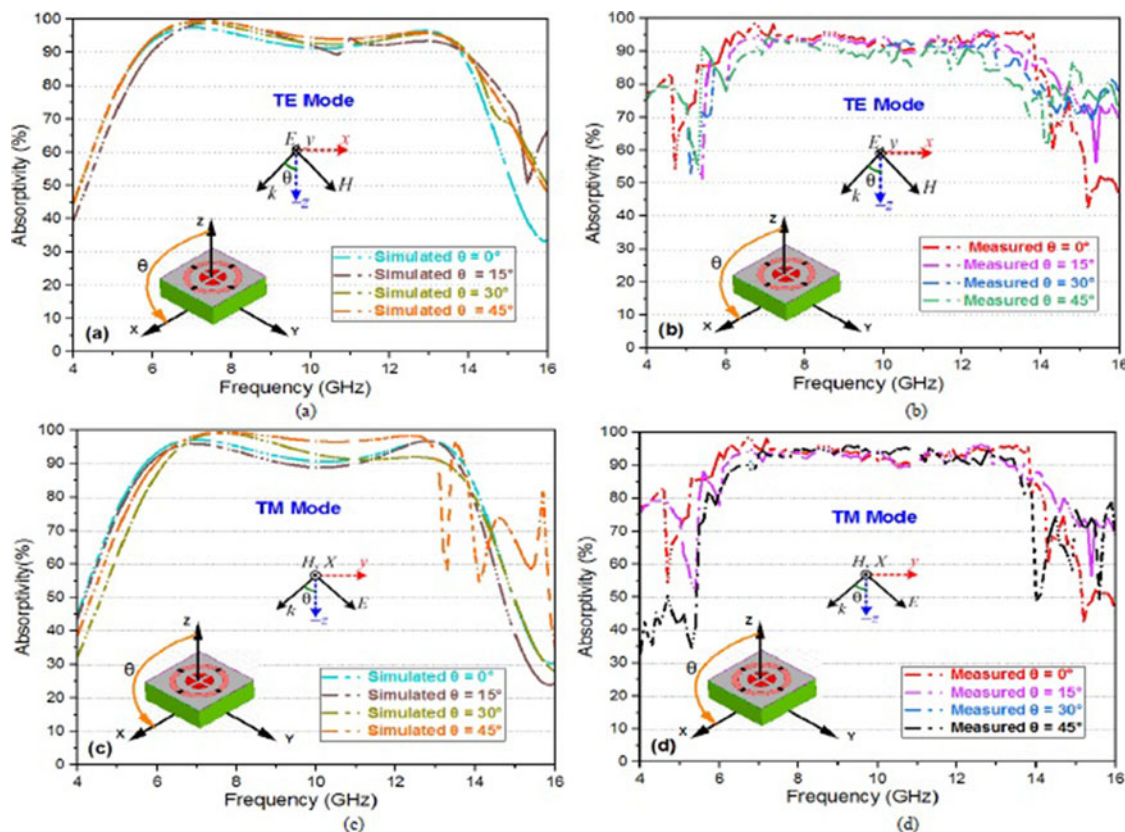 100
90
80
70
60
50
40
30
20
10
0
Absorptivity (%)
TE Mode
E y x
θ
k H
z
Z
θ
X Y
Simulated θ = 0°
Simulated θ = 15°
Simulated θ = 30°
Simulated θ = 45°
(a)
4 6 8 10 12 14 16
Frequency (GHz)
(a)
100
90
80
70
60
50
40
30
20
10
0
Absorptivity (%)
TE Mode
E y x
θ
k H
z
Z
θ
X Y
Measured θ = 0°
Measured θ = 15°
Measured θ = 30°
Measured θ = 45°
(b)
4 6 8 10 12 14 16
Frequency (GHz)
(b)
100
90
80
70
60
50
40
30
20
10
0
Absorptivity(%)
TM Mode
H, X y
θ
k E
z
Z
θ
X Y
Simulated θ = 0°
Simulated θ = 15°
Simulated θ = 30°
Simulated θ = 45°
(c)
4 6 8 10 12 14 16
Frequency (GHz)
(c)
100
90
80
70
60
50
40
30
20
10
0
Absorptivity (%)
TM Mode
H, X y
θ
k E
z
Z
θ
X Y
Measured θ = 0°
Measured θ = 15°
Measured θ = 30°
Measured θ = 45°
(d)
4 6 8 10 12 14 16
Frequency (GHz)
(d)